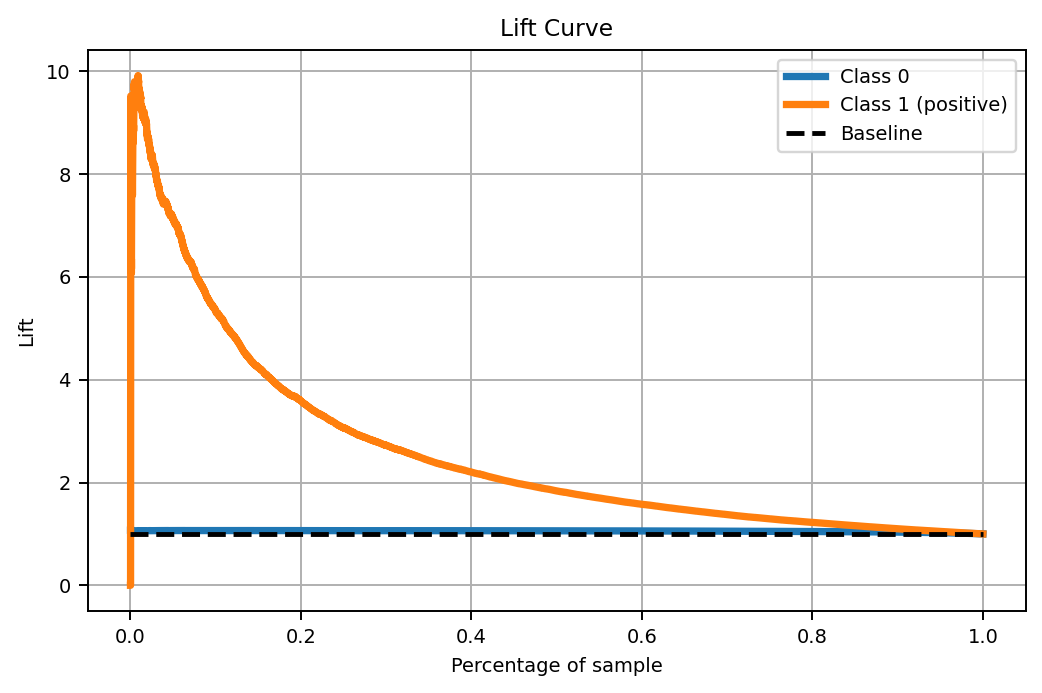 Lift Curve
Class 0
Class 1 (positive)
Baseline
Lift
10
8
6
4
2
0
0.0
0.2
0.4
0.6
0.8
1.0
Percentage of sample